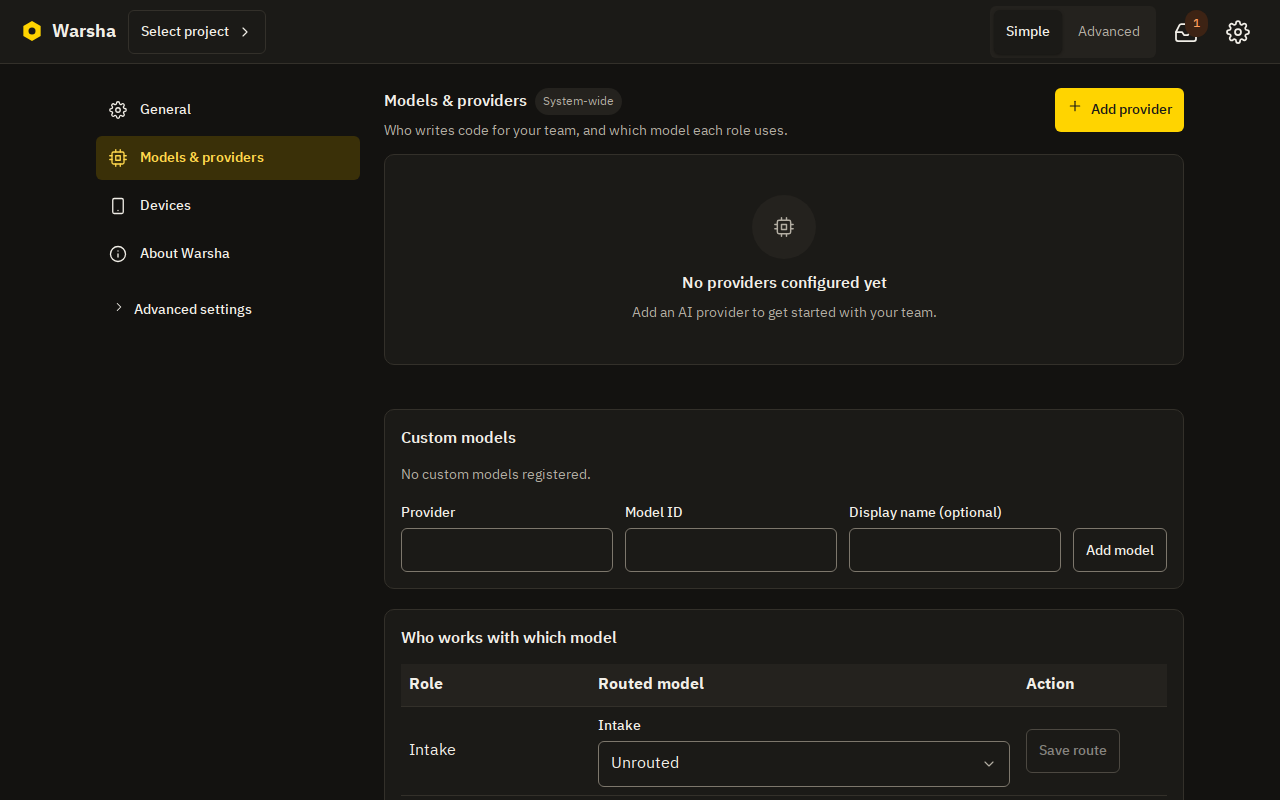 Warsha
Select project
Simple
Advanced
1
General
Models & providers
Devices
About Warsha
Advanced settings
Models & providers
System-wide
Who writes code for your team, and which model each role uses.
Add provider
No providers configured yet
Add an AI provider to get started with your team.
Custom models
No custom models registered.
Provider
Model ID
Display name (optional)
Add model
Who works with which model
Role
Routed model
Action
Intake
Intake
Unrouted
Save route